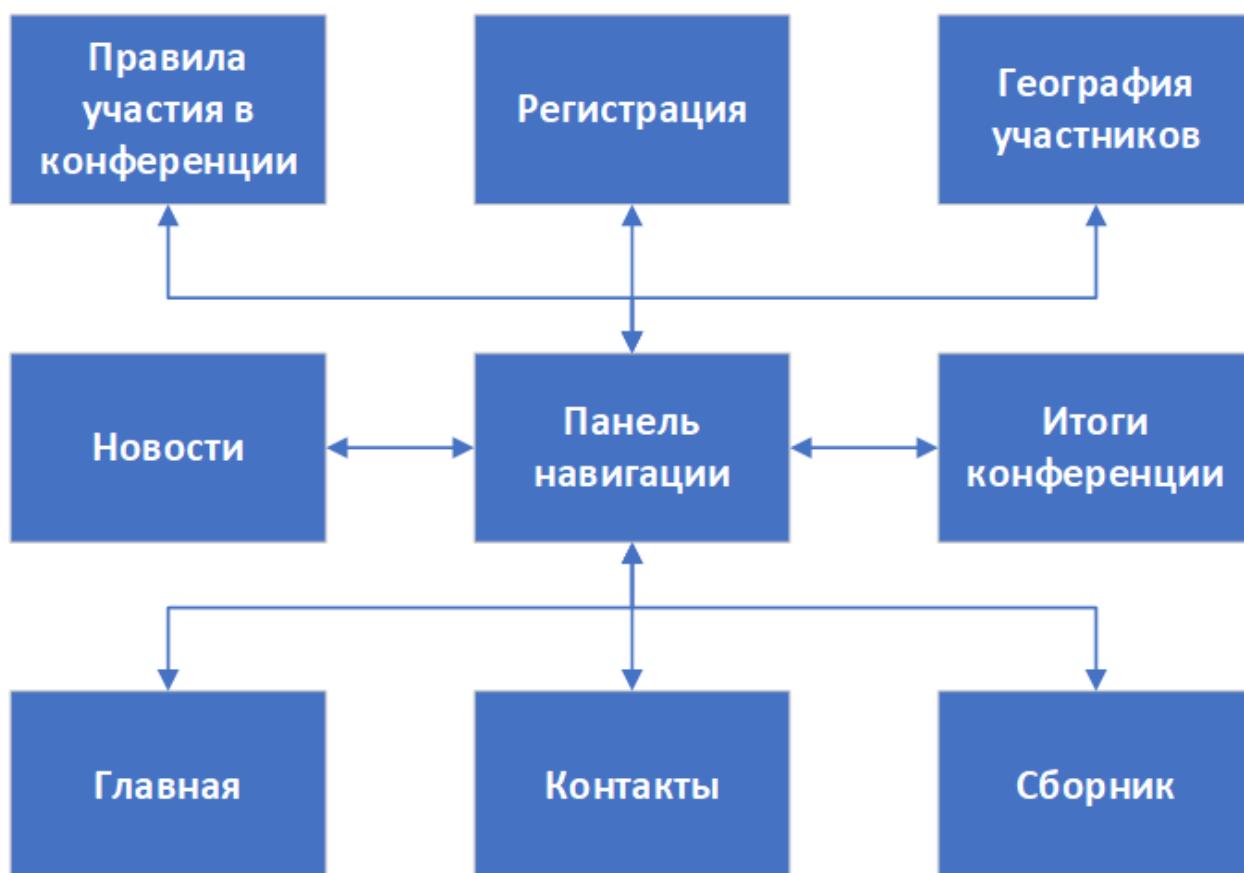 Правила
участия в
конференции
Регистрация
География
участников
Новости
Панель
навигации
Итоги
конференции
Главная
Контакты
Сборник